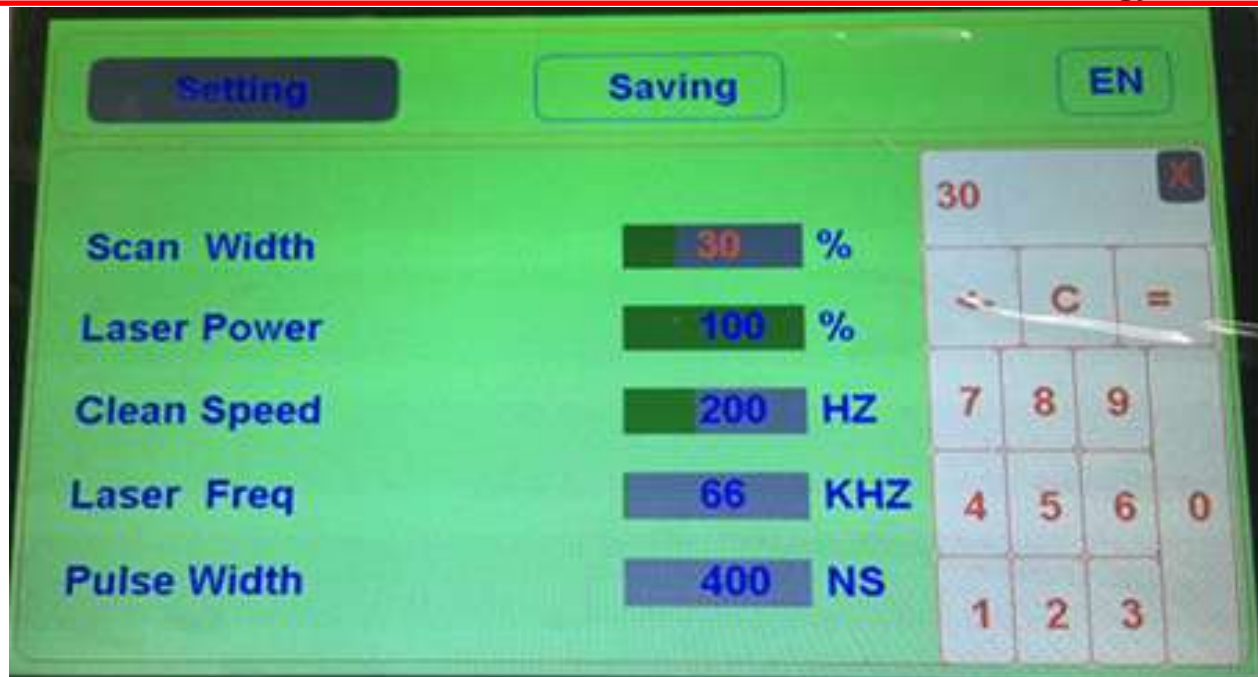 Setting Saving EN
30 X
Scan Width 30 %
C =
Laser Power 100 %
7 8 9
Clean Speed 200 HZ
4 5 6 0
Laser Freq 66 KHZ
1 2 3
Pulse Width 400 NS